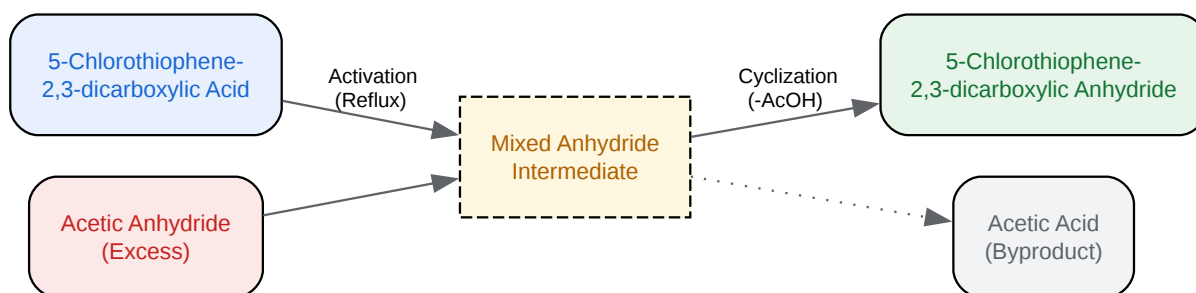 5-Chlorothiophene-
2,3-dicarboxylic Acid
Activation
(Reflux)
Acetic Anhydride
(Excess)
Mixed Anhydride
Intermediate
Cyclization
(-AcOH)
5-Chlorothiophene-
2,3-dicarboxylic Anhydride
Acetic Acid
(Byproduct)